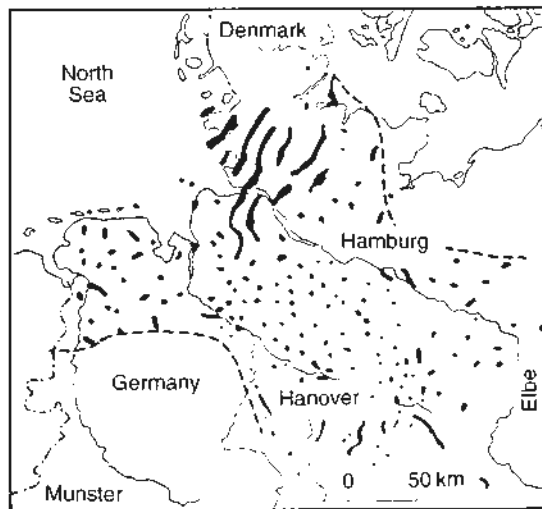 Denmark
North
Sea
Hamburg
Germany
Hanover
Elbe
0 50 km
Munster